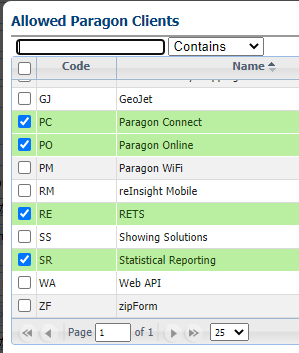 Allowed Paragon Clients
Contains
Code Name
GJ GeoJet
PC Paragon Connect
PO Paragon Online
PM Paragon WiFi
RM reInsight Mobile
RE RETS
SS Showing Solutions
SR Statistical Reporting
WA Web API
ZF zipForm
Page 1 of 1 25